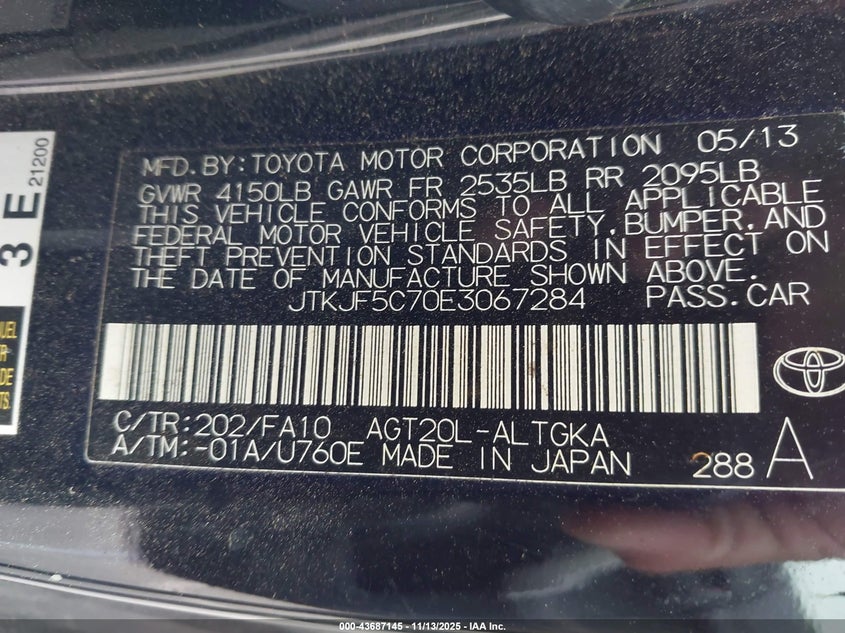 MFD.BY:TOYOTA MOTOR CORPORATION 05/13
GVWR 4150LB GAWR FR 2535LB RR 2095LB
THIS VEHICLE CONFORMS TO ALL APPLICABLE
FEDERAL MOTOR VEHICLE SAFETY,BUMPER,AND
THEFT PREVENTION STANDARDS IN EFFECT ON
THE DATE OF MANUFACTURE SHOWN ABOVE.
JTKJF5C70E3067284 PASS.CAR
C/TR:202/FA10 AGT20L-ALTGKA
A/TM:-01A/U760E MADE IN JAPAN 288 A
3 E
21200
000-43687145 - 11/13/2025 - IAA Inc.